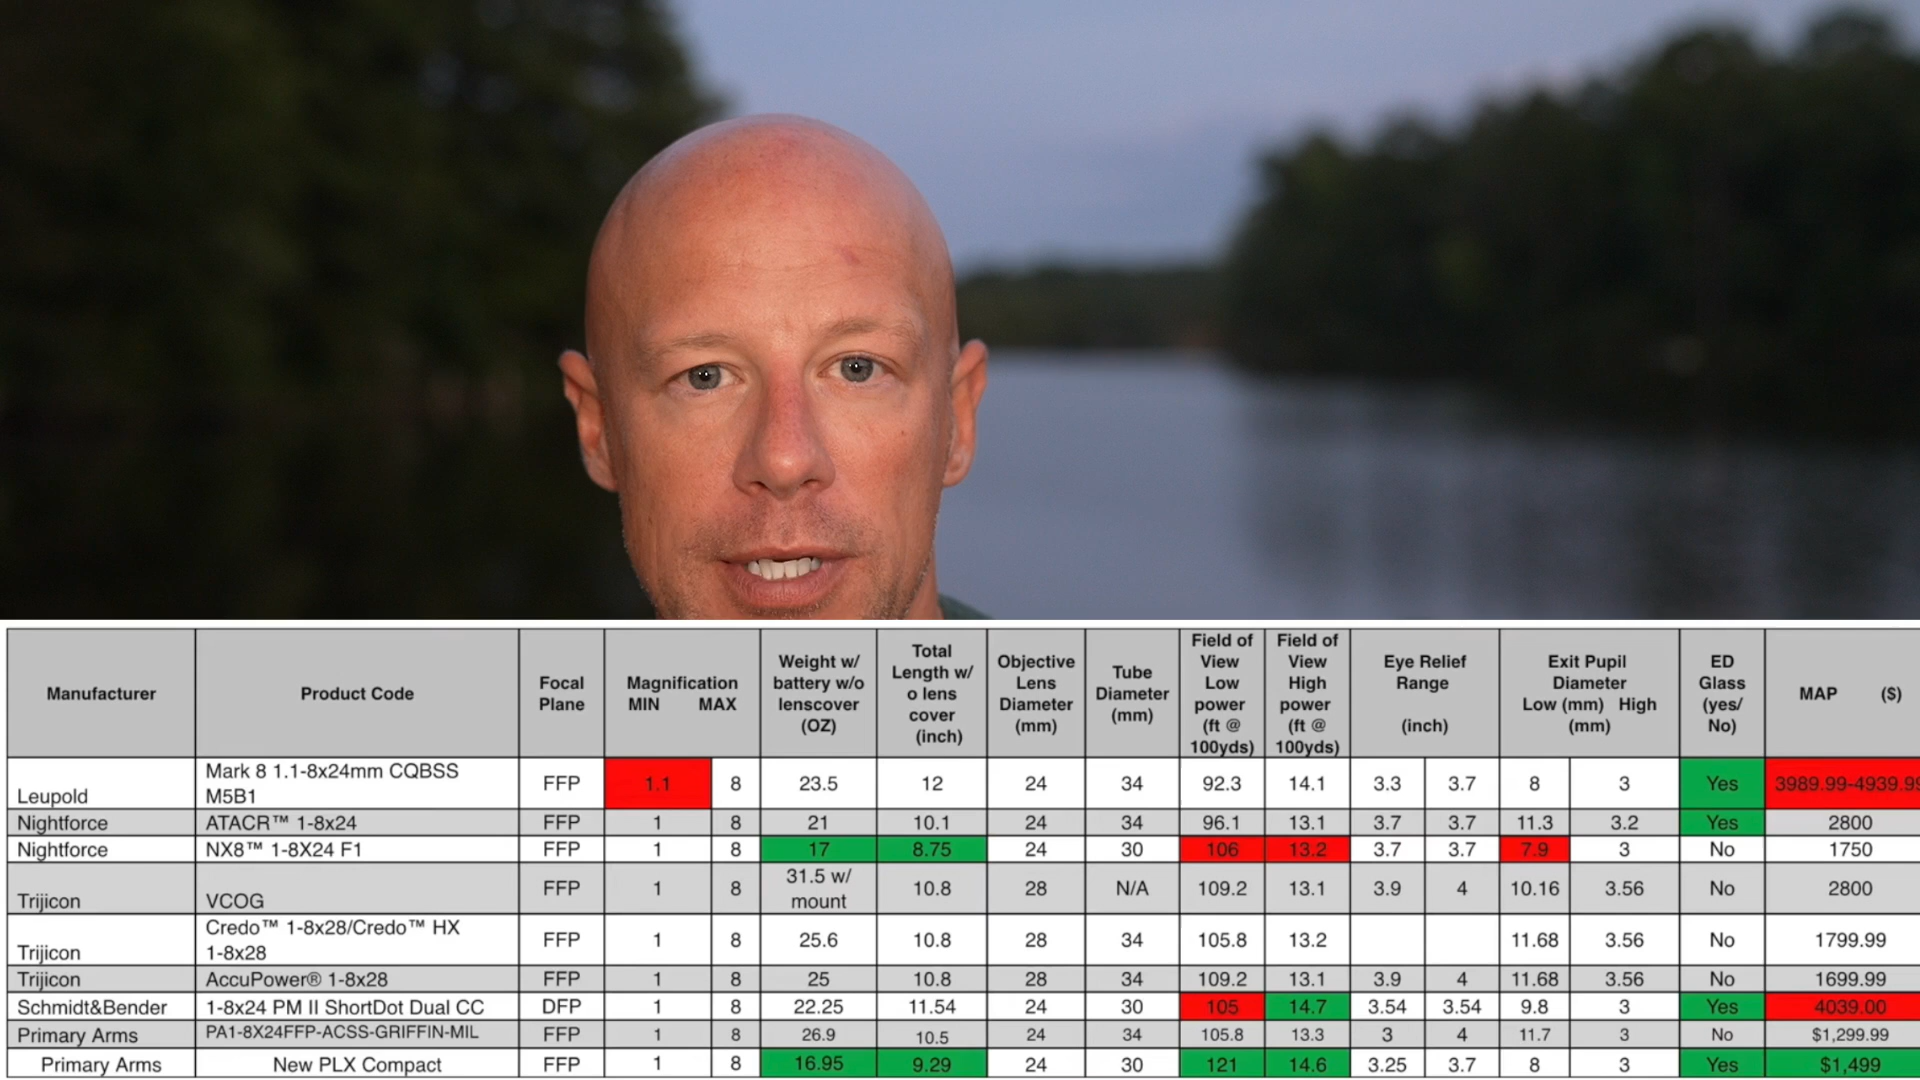 Manufacturer Product Code Focal Plane Magnification MIN MAX Weight w/ battery w/o lenscover (OZ) Total Length w/o lens cover (inch) Objective Lens Diameter (mm) Tube Diameter (mm) Field of View Low power (ft @ 100yds) Field of View High power (ft @ 100yds) Eye Relief Range (inch) Exit Pupil Diameter Low (mm) High (mm) ED Glass (yes/No) MAP ($)
Leupold Mark 8 1.1-8x24mm CQBSS M5B1 FFP 1.1 8 23.5 12 24 34 92.3 14.1 3.3 3.7 8 3 Yes 3989.99-4939.99
Nightforce ATACR™ 1-8x24 FFP 1 8 21 10.1 24 34 96.1 13.1 3.7 3.7 11.3 3.2 Yes 2800
Nightforce NX8™ 1-8X24 F1 FFP 1 8 17 8.75 24 30 106 13.2 3.7 3.7 7.9 3 No 1750
Trijicon VCOG FFP 1 8 31.5 w/ mount 10.8 28 N/A 109.2 13.1 3.9 4 10.16 3.56 No 2800
Trijicon Credo™ 1-8x28/Credo™ HX 1-8x28 FFP 1 8 25.6 10.8 28 34 105.8 13.2 11.68 3.56 No 1799.99
Trijicon AccuPower® 1-8x28 FFP 1 8 25 10.8 28 34 109.2 13.1 3.9 4 11.68 3.56 No 1699.99
Schmidt&Bender 1-8x24 PM II ShortDot Dual CC DFP 1 8 22.25 11.54 24 30 105 14.7 3.54 3.54 9.8 3 Yes 4039.00
Primary Arms PA1-8X24FFP-ACSS-GRIFFIN-MIL FFP 1 8 26.9 10.5 24 34 105.8 13.3 3 4 11.7 3 No $1,299.99
Primary Arms New PLX Compact FFP 1 8 16.95 9.29 24 30 121 14.6 3.25 3.7 8 3 Yes $1,499